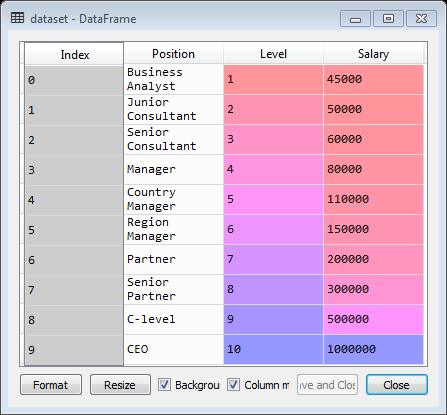 dataset - DataFrame
Index Position Level Salary
0 Business Analyst 1 45000
1 Junior Consultant 2 50000
2 Senior Consultant 3 60000
3 Manager 4 80000
4 Country Manager 5 110000
5 Region Manager 6 150000
6 Partner 7 200000
7 Senior Partner 8 300000
8 C-level 9 500000
9 CEO 10 1000000
Format Resize Backgrou Column m ve and Clos Close